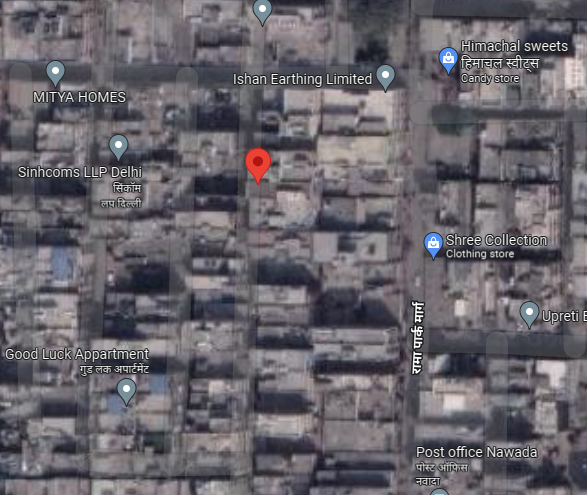 Himachal sweets
हिमाचल स्वीट्स
Candy store
Ishan Earthing Limited
MITYA HOMES
Sinhcoms LLP Delhi
सिंकॉम
लप दिल्ली
Shree Collection
Clothing store
रामा पार्क मार्ग
Upreti
Good Luck Appartment
गुड लक अपार्टमेंट
Post office Nawada
पोस्ट ऑफिस
नवादा